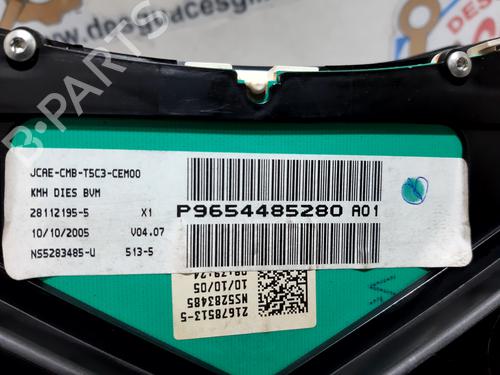 desgucesgm
B-PARTS
JCAE-CMB-T5C3-CEM00
KMH DIES BVM
28112195-5 X1
10/10/2005 V04.07
NS5283485-U 513-5
P9654485280 A01
21678513-5
NS5283485
10/10/05